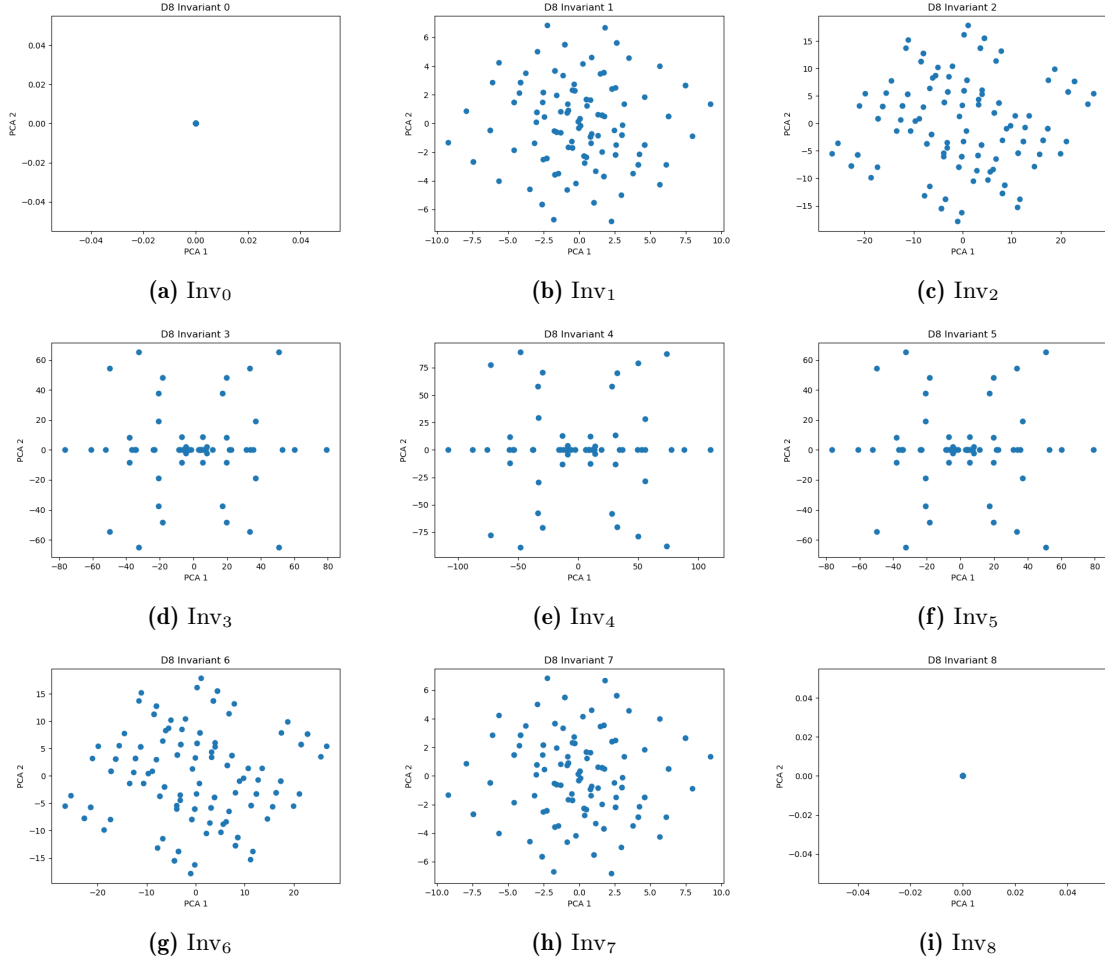 D8 Invariant 0
0.04
0.02
0.00
−0.02
−0.04
PCA 2
−0.04 −0.02 0.00 0.02 0.04
PCA 1
(a) Inv₀
D8 Invariant 1
6
4
2
0
−2
−4
−6
PCA 2
−10.0 −7.5 −5.0 −2.5 0.0 2.5 5.0 7.5 10.0
PCA 1
(b) Inv₁
D8 Invariant 2
15
10
5
0
−5
−10
−15
PCA 2
−20 −10 0 10 20
PCA 1
(c) Inv₂
D8 Invariant 3
60
40
20
0
−20
−40
−60
PCA 2
−80 −60 −40 −20 0 20 40 60 80
PCA 1
(d) Inv₃
D8 Invariant 4
75
50
25
0
−25
−50
−75
PCA 2
−100 −50 0 50 100
PCA 1
(e) Inv₄
D8 Invariant 5
60
40
20
0
−20
−40
−60
PCA 2
−80 −60 −40 −20 0 20 40 60 80
PCA 1
(f) Inv₅
D8 Invariant 6
15
10
5
0
−5
−10
−15
PCA 2
−20 −10 0 10 20
PCA 1
(g) Inv₆
D8 Invariant 7
6
4
2
0
−2
−4
−6
PCA 2
−10.0 −7.5 −5.0 −2.5 0.0 2.5 5.0 7.5 10.0
PCA 1
(h) Inv₇
D8 Invariant 8
0.04
0.02
0.00
−0.02
−0.04
PCA 2
−0.04 −0.02 0.00 0.02 0.04
PCA 1
(i) Inv₈